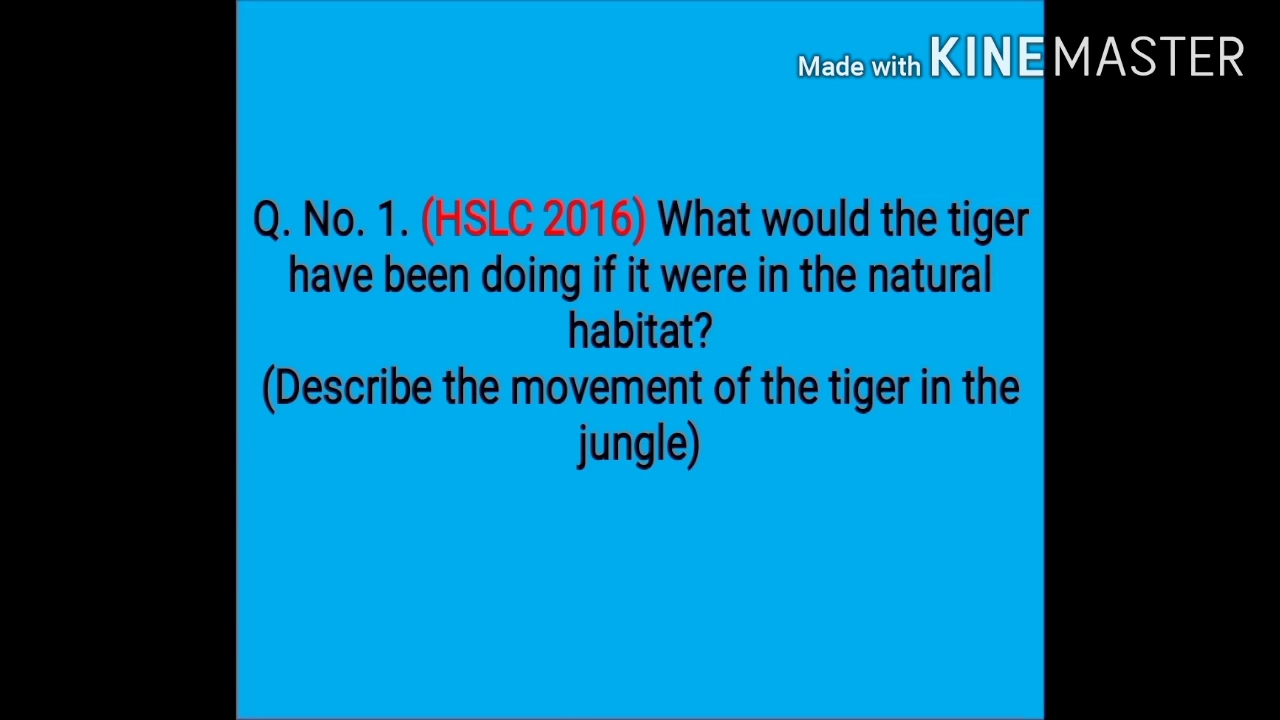 Made with KINEMASTER
Q. No. 1. (HSLC 2016) What would the tiger
have been doing if it were in the natural
habitat?
(Describe the movement of the tiger in the
jungle)